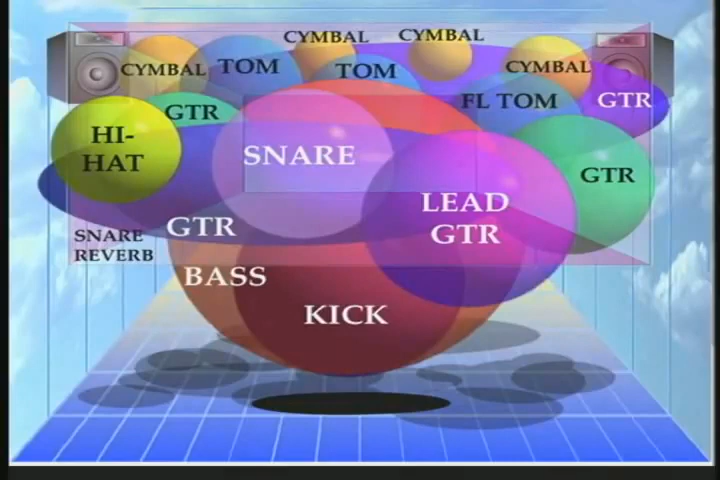 CYMBAL
CYMBAL
CYMBAL
TOM
TOM
CYMBAL
GTR
FL TOM
GTR
HI-
HAT
SNARE
GTR
LEAD
GTR
GTR
SNARE
REVERB
BASS
KICK